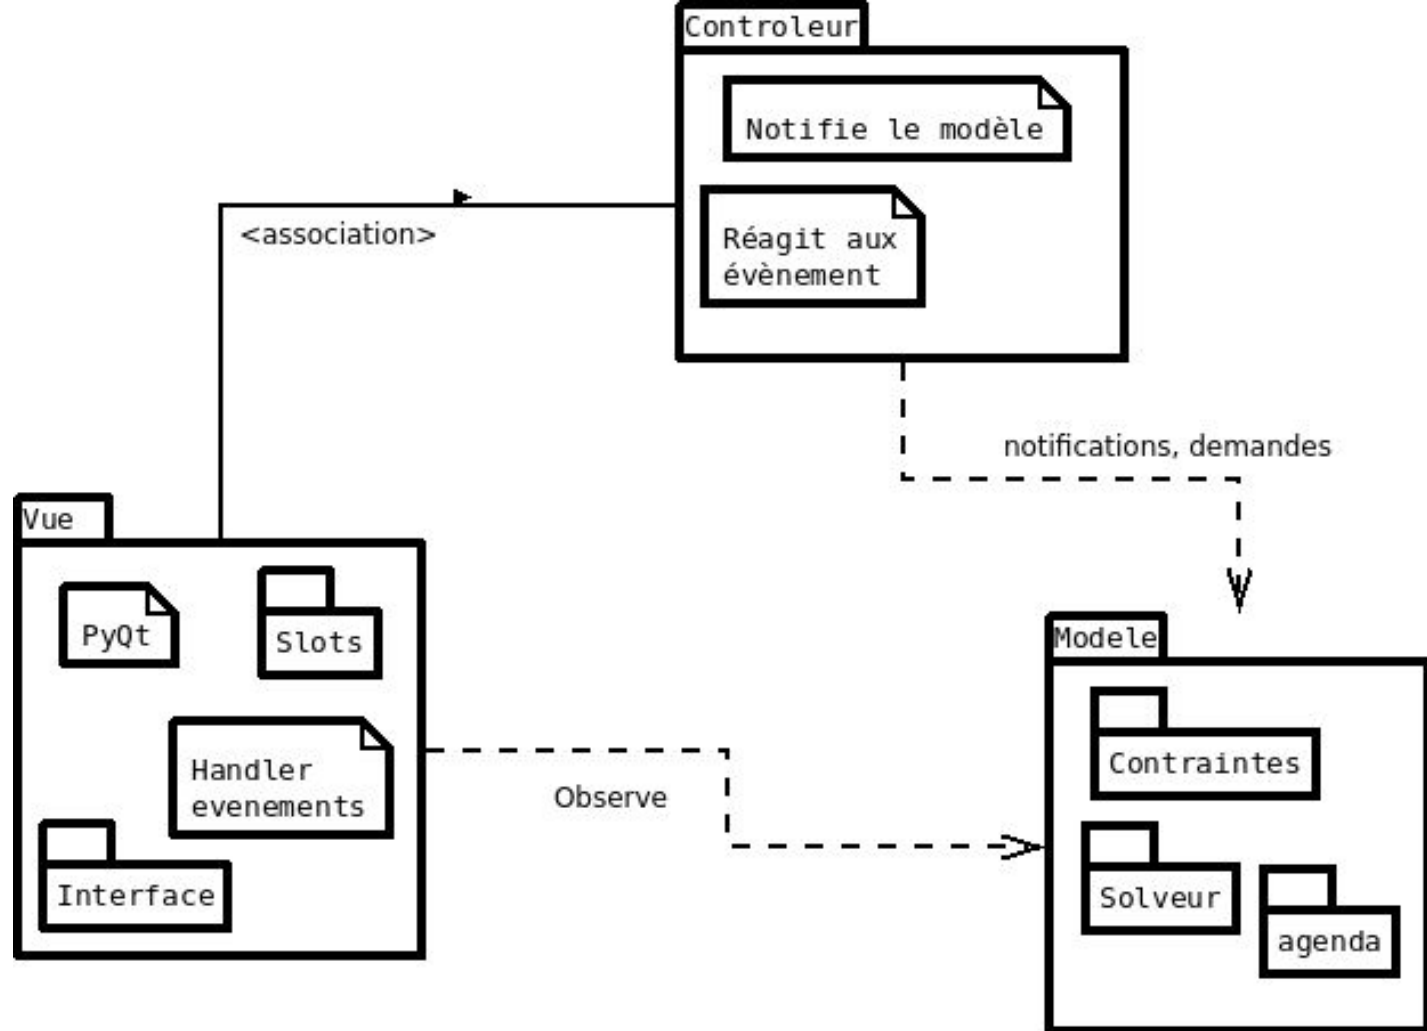 Controleur
Notifie le modèle
Réagit aux
évènement
<association>
notifications, demandes
Vue
PyQt
Slots
Handler
evenements
Interface
Observe
Modele
Contraintes
Solveur
agenda